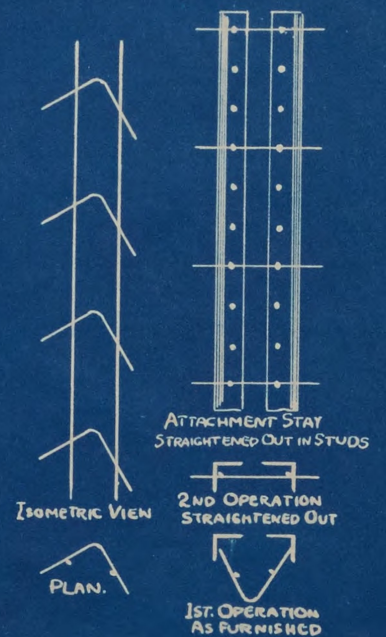 ATTACHMENT STAY
STRAIGHTENED OUT IN STUDS
ISOMETRIC VIEW
2ND OPERATION
STRAIGHTENED OUT
PLAN.
1ST. OPERATION
AS FURNISHED